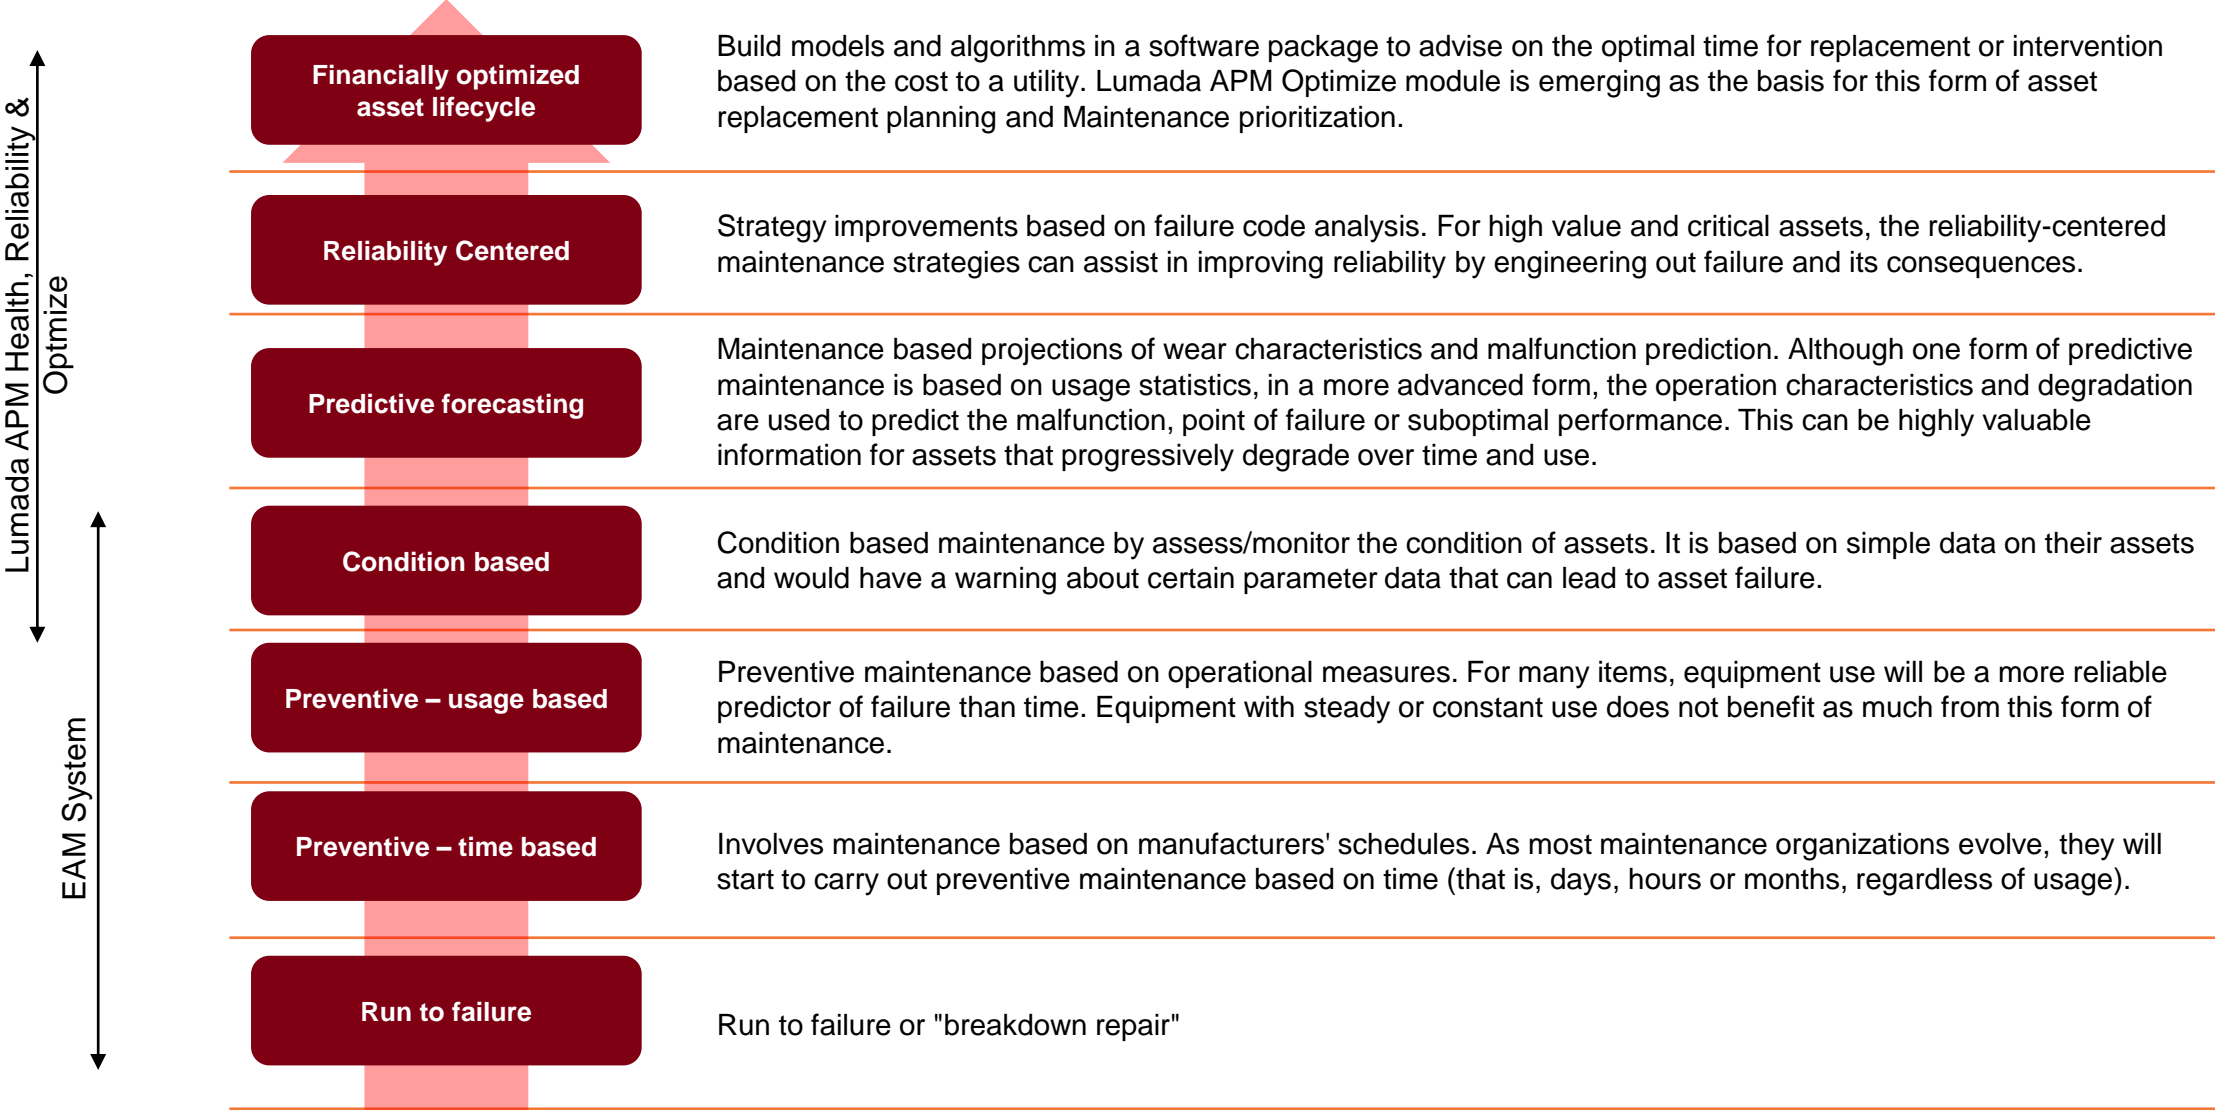 Lumada APM Health, Reliability &
Optmize
EAM System
Financially optimized
asset lifecycle
Build models and algorithms in a software package to advise on the optimal time for replacement or intervention
based on the cost to a utility. Lumada APM Optimize module is emerging as the basis for this form of asset
replacement planning and Maintenance prioritization.
Reliability Centered
Strategy improvements based on failure code analysis. For high value and critical assets, the reliability-centered
maintenance strategies can assist in improving reliability by engineering out failure and its consequences.
Predictive forecasting
Maintenance based projections of wear characteristics and malfunction prediction. Although one form of predictive
maintenance is based on usage statistics, in a more advanced form, the operation characteristics and degradation
are used to predict the malfunction, point of failure or suboptimal performance. This can be highly valuable
information for assets that progressively degrade over time and use.
Condition based
Condition based maintenance by assess/monitor the condition of assets. It is based on simple data on their assets
and would have a warning about certain parameter data that can lead to asset failure.
Preventive – usage based
Preventive maintenance based on operational measures. For many items, equipment use will be a more reliable
predictor of failure than time. Equipment with steady or constant use does not benefit as much from this form of
maintenance.
Preventive – time based
Involves maintenance based on manufacturers' schedules. As most maintenance organizations evolve, they will
start to carry out preventive maintenance based on time (that is, days, hours or months, regardless of usage).
Run to failure
Run to failure or "breakdown repair"